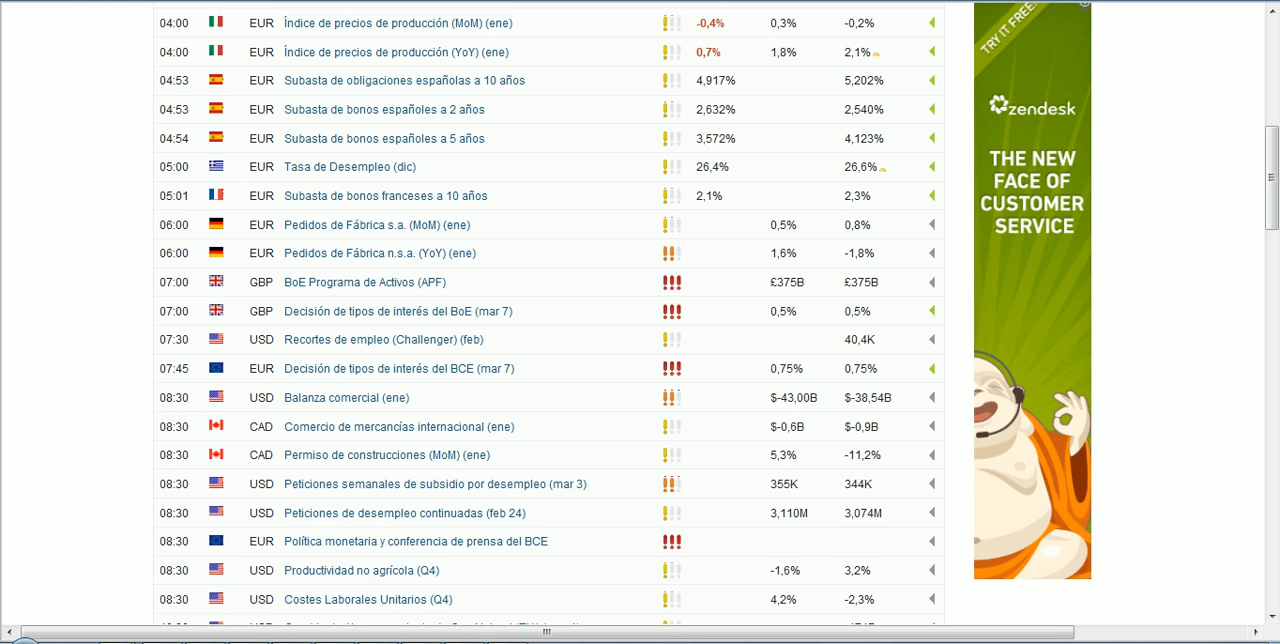 04:00 EUR Índice de precios de producción (MoM) (ene) -0,4% 0,3% -0,2%
04:00 EUR Índice de precios de producción (YoY) (ene) 0,7% 1,8% 2,1%
04:53 EUR Subasta de obligaciones españolas a 10 años 4,917% 5,202%
04:53 EUR Subasta de bonos españoles a 2 años 2,632% 2,540%
04:54 EUR Subasta de bonos españoles a 5 años 3,572% 4,123%
05:00 EUR Tasa de Desempleo (dic) 26,4% 26,6%
05:01 EUR Subasta de bonos franceses a 10 años 2,1% 2,3%
06:00 EUR Pedidos de Fábrica s.a. (MoM) (ene) 0,5% 0,8%
06:00 EUR Pedidos de Fábrica n.s.a. (YoY) (ene) 1,6% -1,8%
07:00 GBP BoE Programa de Activos (APF) £375B £375B
07:00 GBP Decisión de tipos de interés del BoE (mar 7) 0,5% 0,5%
07:30 USD Recortes de empleo (Challenger) (feb) 40,4K
07:45 EUR Decisión de tipos de interés del BCE (mar 7) 0,75% 0,75%
08:30 USD Balanza comercial (ene) $-43,00B $-38,54B
08:30 CAD Comercio de mercancías internacional (ene) $-0,6B $-0,9B
08:30 CAD Permiso de construcciones (MoM) (ene) 5,3% -11,2%
08:30 USD Peticiones semanales de subsidio por desempleo (mar 3) 355K 344K
08:30 USD Peticiones de desempleo continuadas (feb 24) 3,110M 3,074M
08:30 EUR Política monetaria y conferencia de prensa del BCE
08:30 USD Productividad no agrícola (Q4) -1,6% 3,2%
08:30 USD Costes Laborales Unitarios (Q4) 4,2% -2,3%
TRY IT FREE!
zendesk
THE NEW
FACE OF
CUSTOMER
SERVICE